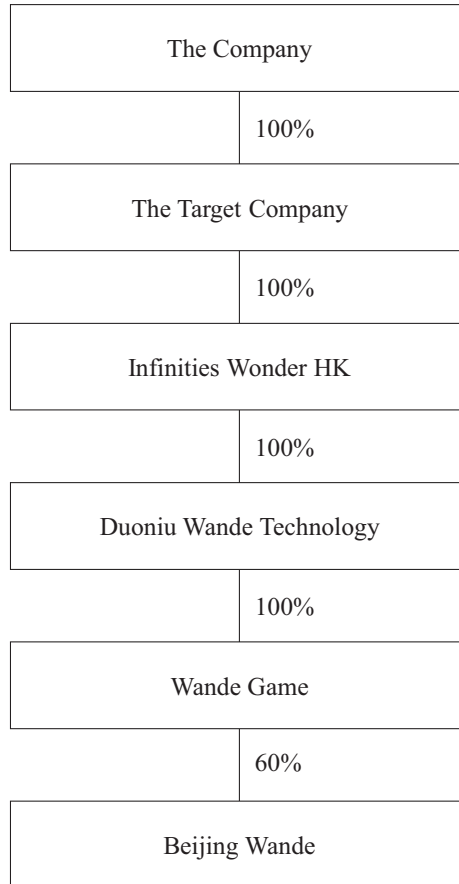 The Company
100%
The Target Company
100%
Infinities Wonder HK
100%
Duoniu Wande Technology
100%
Wande Game
60%
Beijing Wande